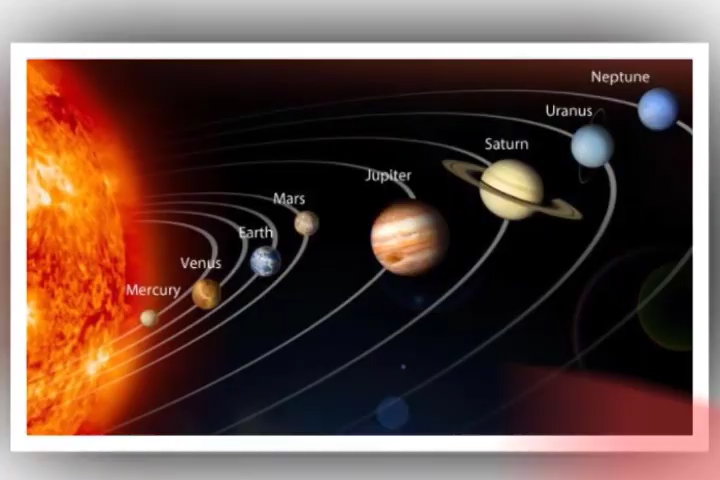 Mercury
Venus
Earth
Mars
Jupiter
Saturn
Uranus
Neptune